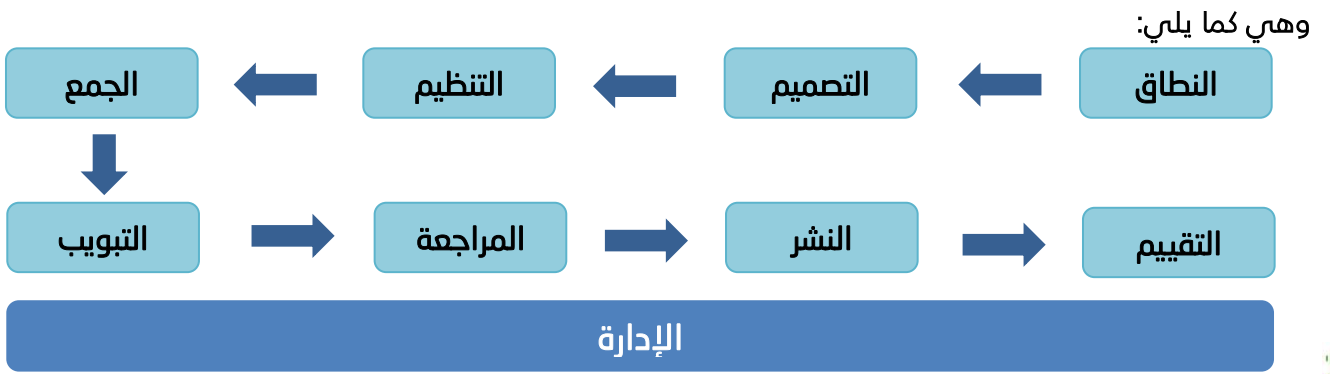 وهي كما يلي:
النطاق
التصميم
التنظيم
الجمع
التبويب
المراجعة
النشر
التقييم
الإدارة